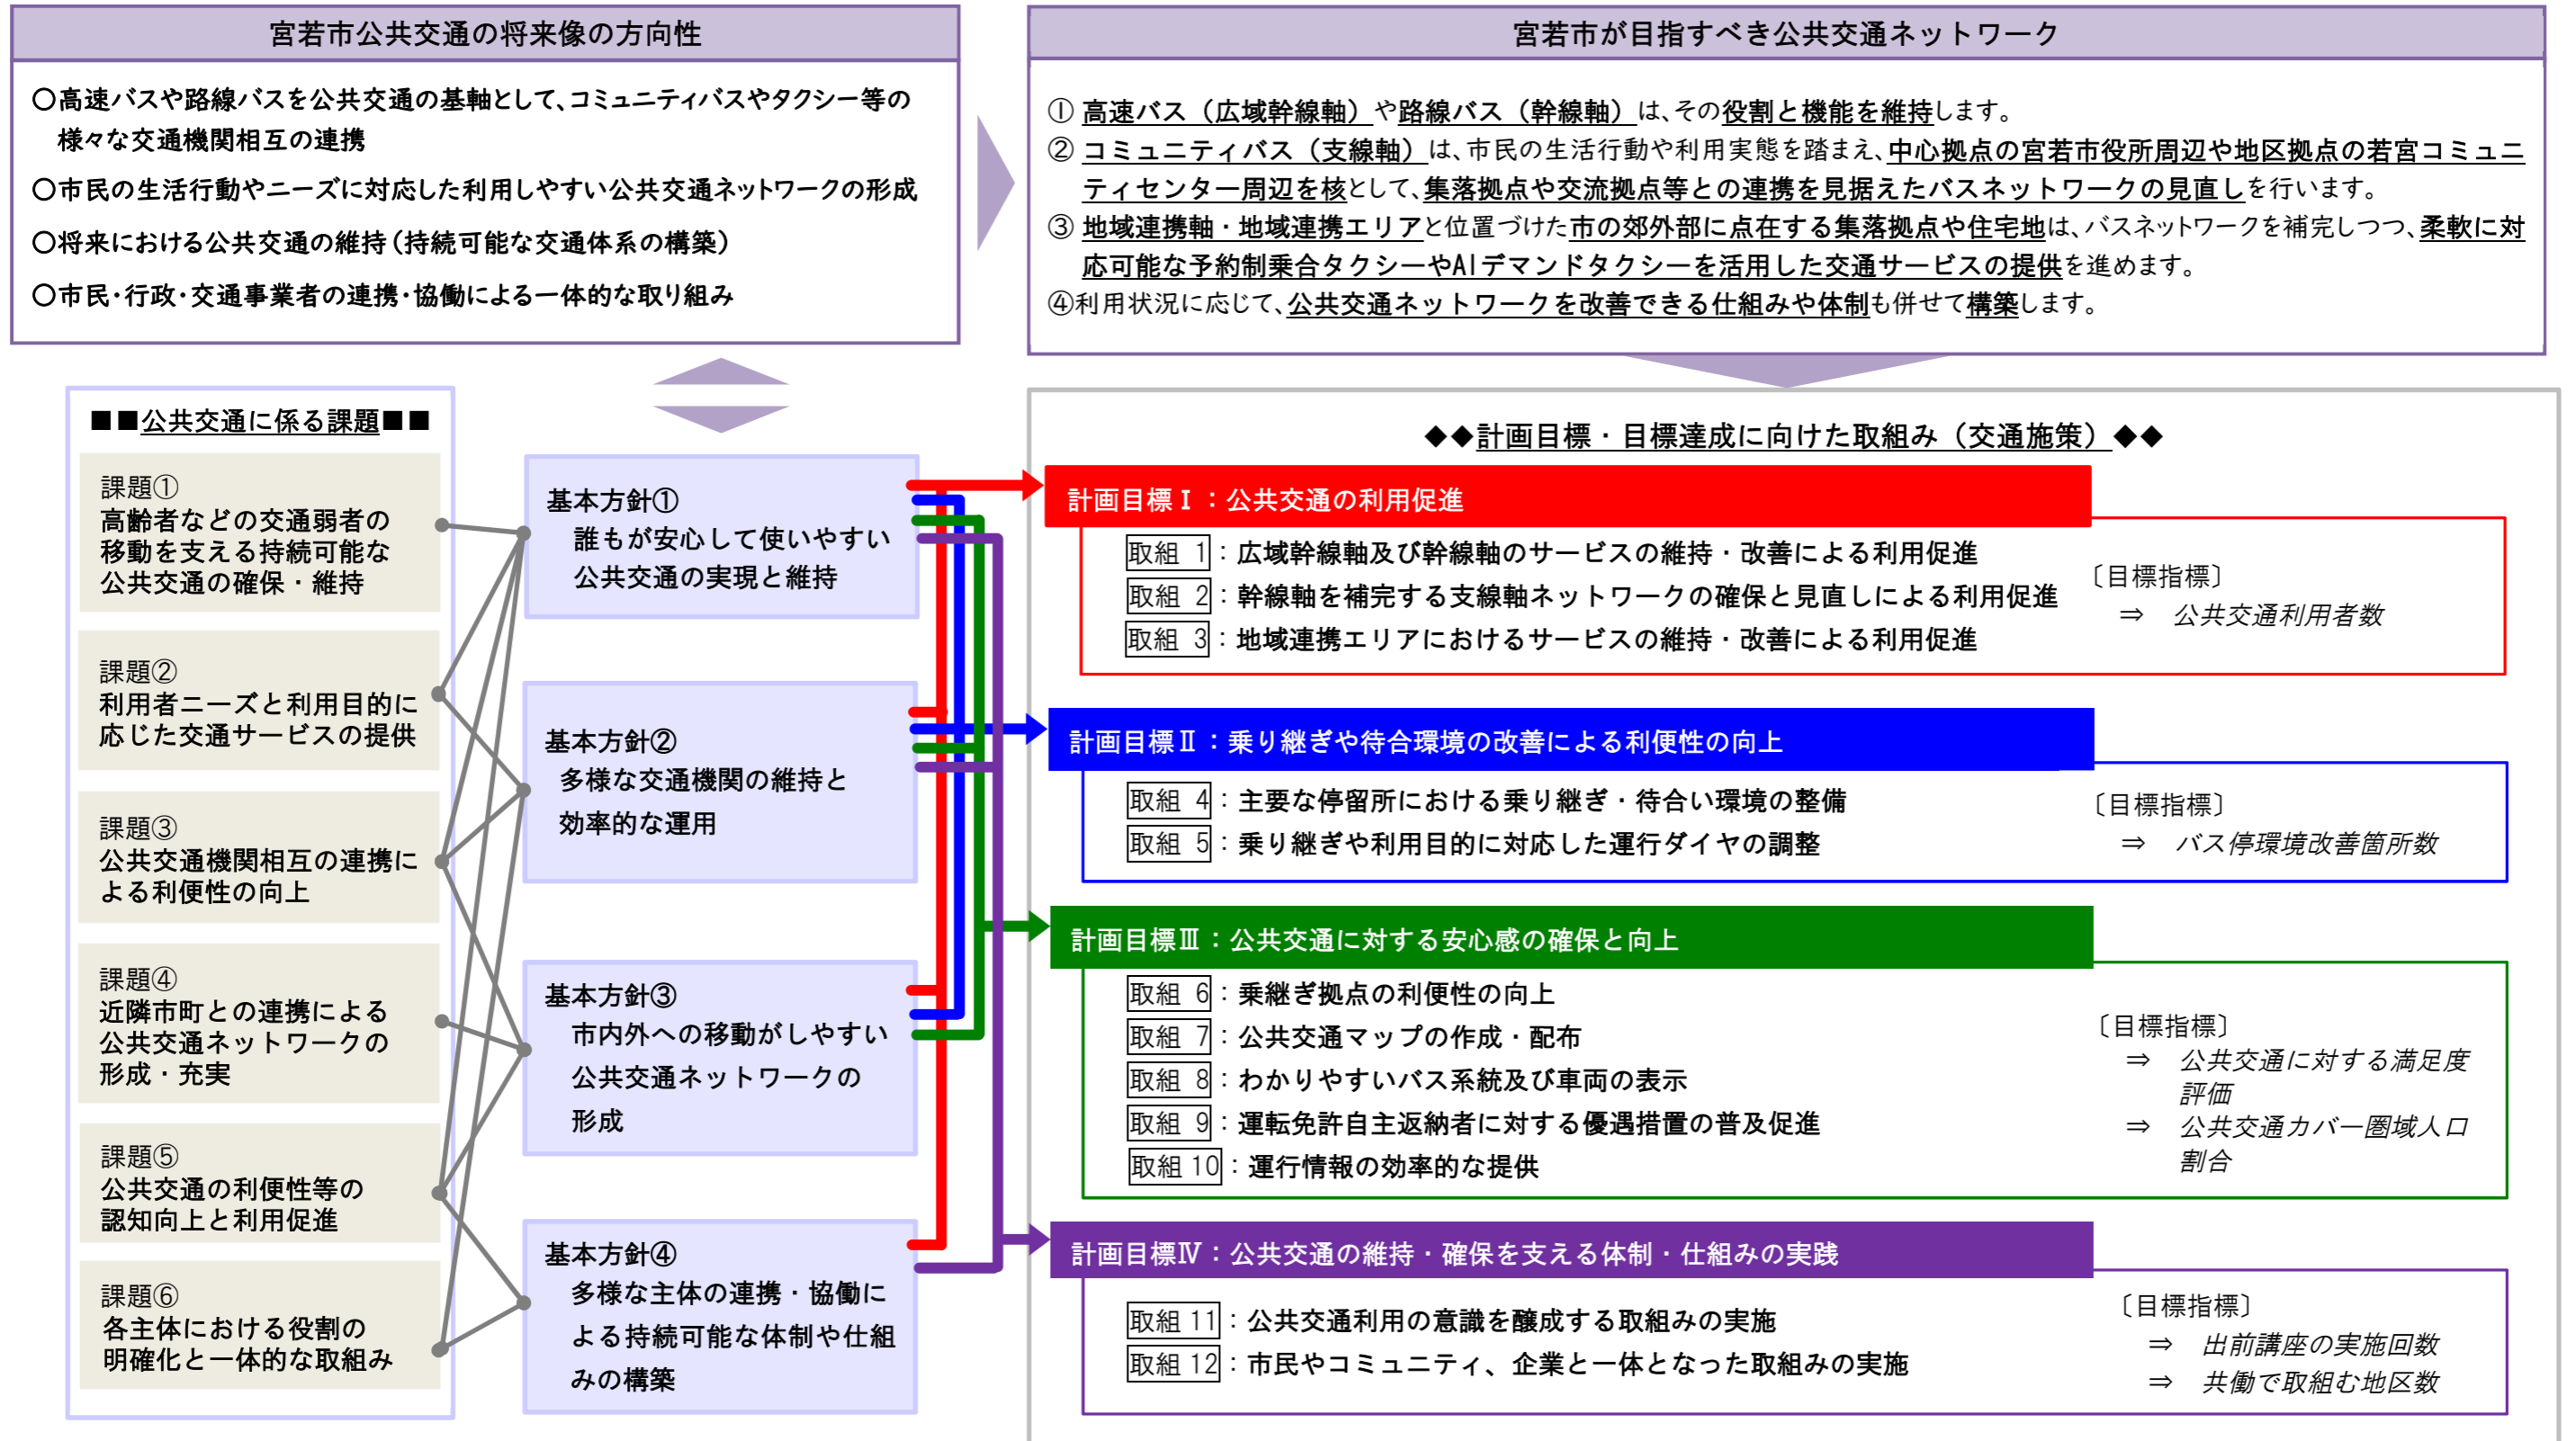 宮若市公共交通の将来像の方向性
○高速バスや路線バスを公共交通の基軸として、コミュニティバスやタクシー等の
様々な交通機関相互の連携
○市民の生活行動やニーズに対応した利用しやすい公共交通ネットワークの形成
○将来における公共交通の維持（持続可能な交通体系の構築）
○市民・行政・交通事業者の連携・協働による一体的な取り組み
宮若市が目指すべき公共交通ネットワーク
① 高速バス（広域幹線軸）や路線バス（幹線軸）は、その役割と機能を維持します。
② コミュニティバス（支線軸）は、市民の生活行動や利用実態を踏まえ、中心拠点の宮若市役所周辺や地区拠点の若宮コミュニ
ティセンター周辺を核として、集落拠点や交流拠点等との連携を見据えたバスネットワークの見直しを行います。
③ 地域連携軸・地域連携エリアと位置づけた市の郊外部に点在する集落拠点や住宅地は、バスネットワークを補完しつつ、柔軟に対
応可能な予約制乗合タクシーやAIデマンドタクシーを活用した交通サービスの提供を進めます。
④利用状況に応じて、公共交通ネットワークを改善できる仕組みや体制も併せて構築します。
■■公共交通に係る課題■■
課題①
高齢者などの交通弱者の
移動を支える持続可能な
公共交通の確保・維持
課題②
利用者ニーズと利用目的に
応じた交通サービスの提供
課題③
公共交通機関相互の連携に
よる利便性の向上
課題④
近隣市町との連携による
公共交通ネットワークの
形成・充実
課題⑤
公共交通の利便性等の
認知向上と利用促進
課題⑥
各主体における役割の
明確化と一体的な取組み
基本方針①
誰もが安心して使いやすい
公共交通の実現と維持
基本方針②
多様な交通機関の維持と
効率的な運用
基本方針③
市内外への移動がしやすい
公共交通ネットワークの
形成
基本方針④
多様な主体の連携・協働に
よる持続可能な体制や仕組
みの構築
◆◆計画目標・目標達成に向けた取組み（交通施策）◆◆
計画目標Ⅰ：公共交通の利用促進
取組 1：広域幹線軸及び幹線軸のサービスの維持・改善による利用促進
取組 2：幹線軸を補完する支線軸ネットワークの確保と見直しによる利用促進
取組 3：地域連携エリアにおけるサービスの維持・改善による利用促進
〔目標指標〕
⇒ 公共交通利用者数
計画目標Ⅱ：乗り継ぎや待合環境の改善による利便性の向上
取組 4：主要な停留所における乗り継ぎ・待合い環境の整備
取組 5：乗り継ぎや利用目的に対応した運行ダイヤの調整
〔目標指標〕
⇒ バス停環境改善箇所数
計画目標Ⅲ：公共交通に対する安心感の確保と向上
取組 6：乗継ぎ拠点の利便性の向上
取組 7：公共交通マップの作成・配布
取組 8：わかりやすいバス系統及び車両の表示
取組 9：運転免許自主返納者に対する優遇措置の普及促進
取組 10：運行情報の効率的な提供
〔目標指標〕
⇒ 公共交通に対する満足度
評価
⇒ 公共交通カバー圏域人口
割合
計画目標Ⅳ：公共交通の維持・確保を支える体制・仕組みの実践
取組 11：公共交通利用の意識を醸成する取組みの実施
取組 12：市民やコミュニティ、企業と一体となった取組みの実施
〔目標指標〕
⇒ 出前講座の実施回数
⇒ 共働で取組む地区数